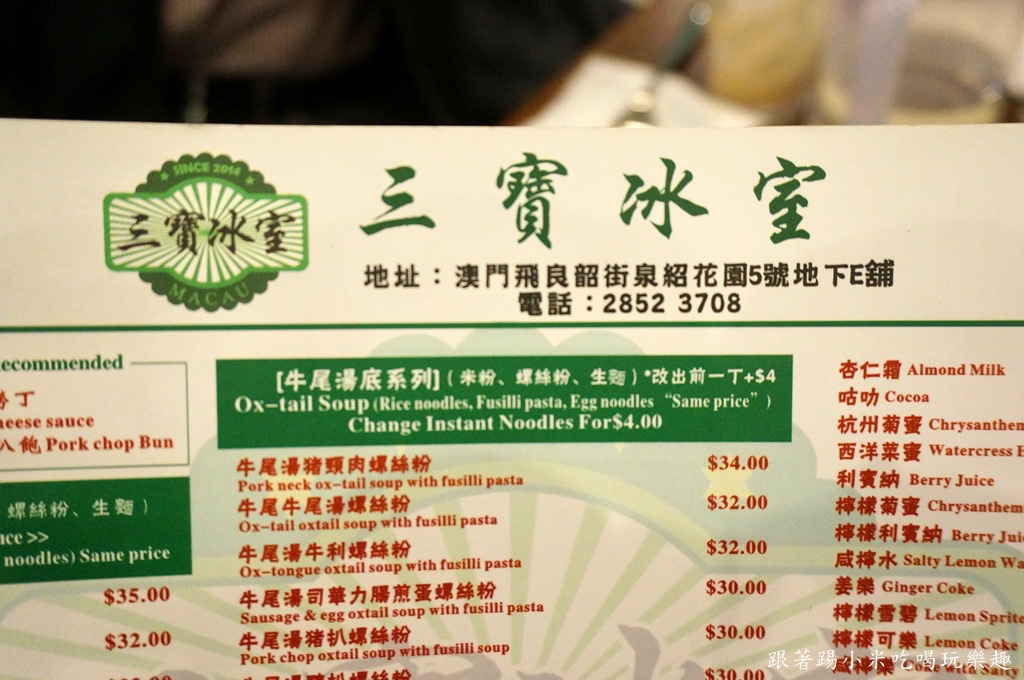 SINCE 2014
三寶冰室
MACAU
三寶冰室
地址：澳門飛良韶街泉紹花園5號地下E舖
電話：2852 3708
ecommended
丁
heese sauce
飽 Pork chop Bun
螺絲粉、生麵）
nce >>
noodles) Same price
$35.00
$32.00
[牛尾湯底系列]（米粉、螺絲粉、生麵）*改出前一丁+$4
Ox-tail Soup (Rice noodles, Fusilli pasta, Egg noodles “Same price”)
Change Instant Noodles For$4.00
牛尾湯猪頸肉螺絲粉 $34.00
Pork neck ox-tail soup with fusilli pasta
牛尾牛尾湯螺絲粉 $32.00
Ox-tail oxtail soup with fusilli pasta
牛尾湯牛利螺絲粉 $32.00
Ox-tongue oxtail soup with fusilli pasta
牛尾湯司華力腸煎蛋螺絲粉 $30.00
Sausage & egg oxtail soup with fusilli pasta
牛尾湯猪扒螺絲粉 $30.00
Pork chop oxtail soup with fusilli pasta
$30.00
杏仁霜 Almond Milk
咕叻 Cocoa
杭州菊蜜 Chrysanthem
西洋菜蜜 Watercress
利賓納 Berry Juice
檸檬菊蜜 Chrysanthem
檸檬利賓納 Berry Jui
咸檸水 Salty Lemon Wa
姜樂 Ginger Coke
檸檬雪碧 Lemon Sprite
檸檬可樂 Lemon Coke
跟著踢小米吃喝玩樂趣